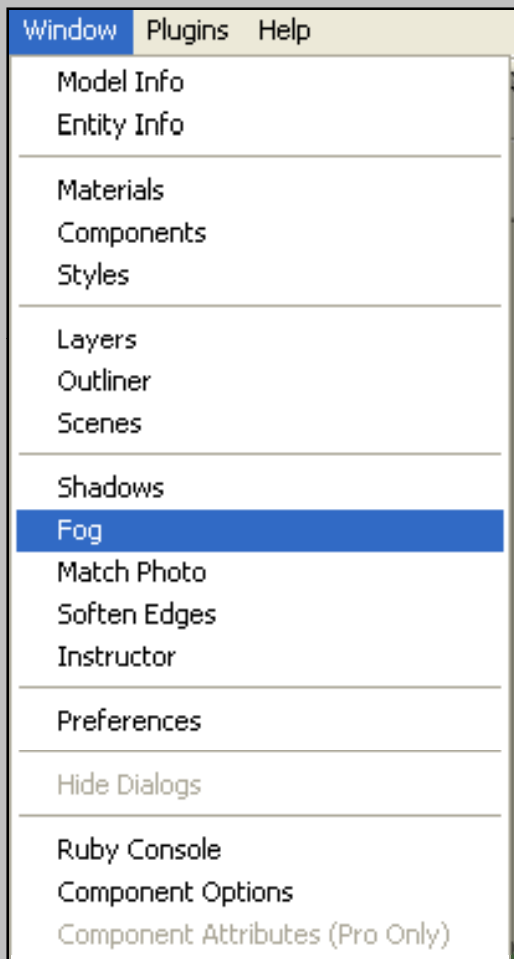 Window Plugins Help
Model Info
Entity Info
Materials
Components
Styles
Layers
Outliner
Scenes
Shadows
Fog
Match Photo
Soften Edges
Instructor
Preferences
Hide Dialogs
Ruby Console
Component Options
Component Attributes (Pro Only)